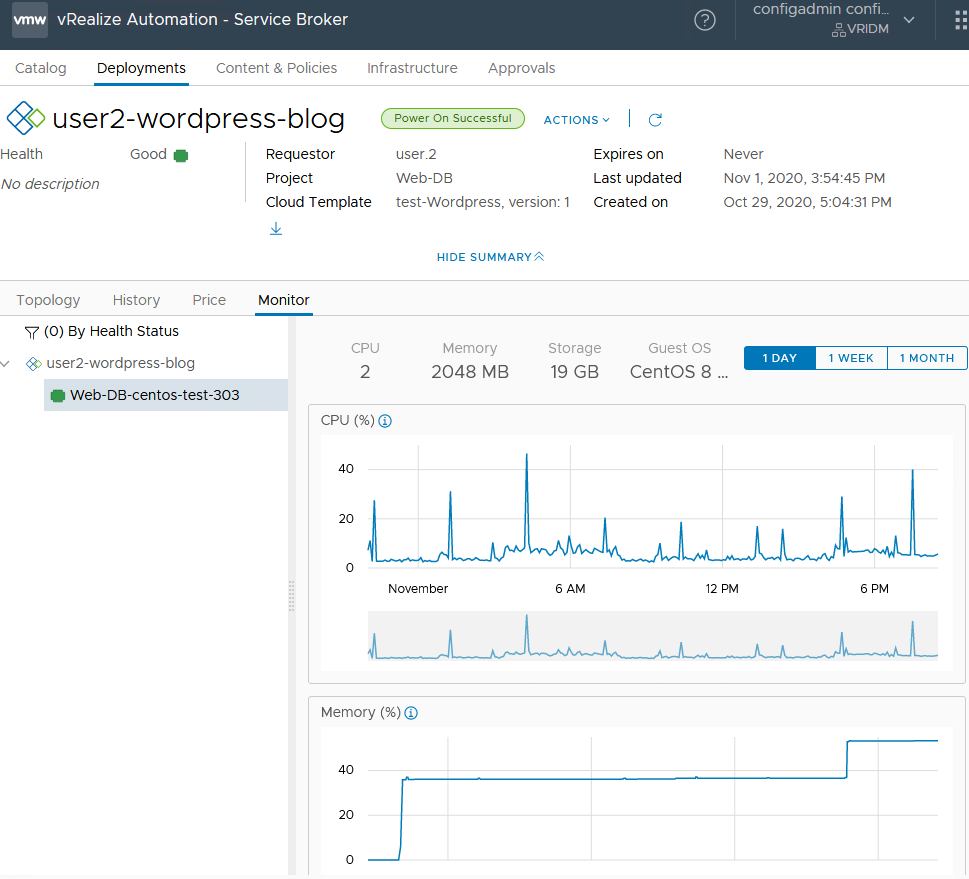 vmw vRealize Automation - Service Broker
configadmin confi...
VRIDM
Catalog Deployments Content & Policies Infrastructure Approvals
user2-wordpress-blog Power On Successful ACTIONS
Health Good Requestor user.2 Expires on Never
No description Project Web-DB Last updated Nov 1, 2020, 3:54:45 PM
Cloud Template test-Wordpress, version: 1 Created on Oct 29, 2020, 5:04:31 PM
HIDE SUMMARY
Topology History Price Monitor
(0) By Health Status
user2-wordpress-blog
Web-DB-centos-test-303
CPU Memory Storage Guest OS
2 2048 MB 19 GB CentOS 8 ...
1 DAY 1 WEEK 1 MONTH
CPU (%)
40
20
0
November 6 AM 12 PM 6 PM
Memory (%)
40
20
0